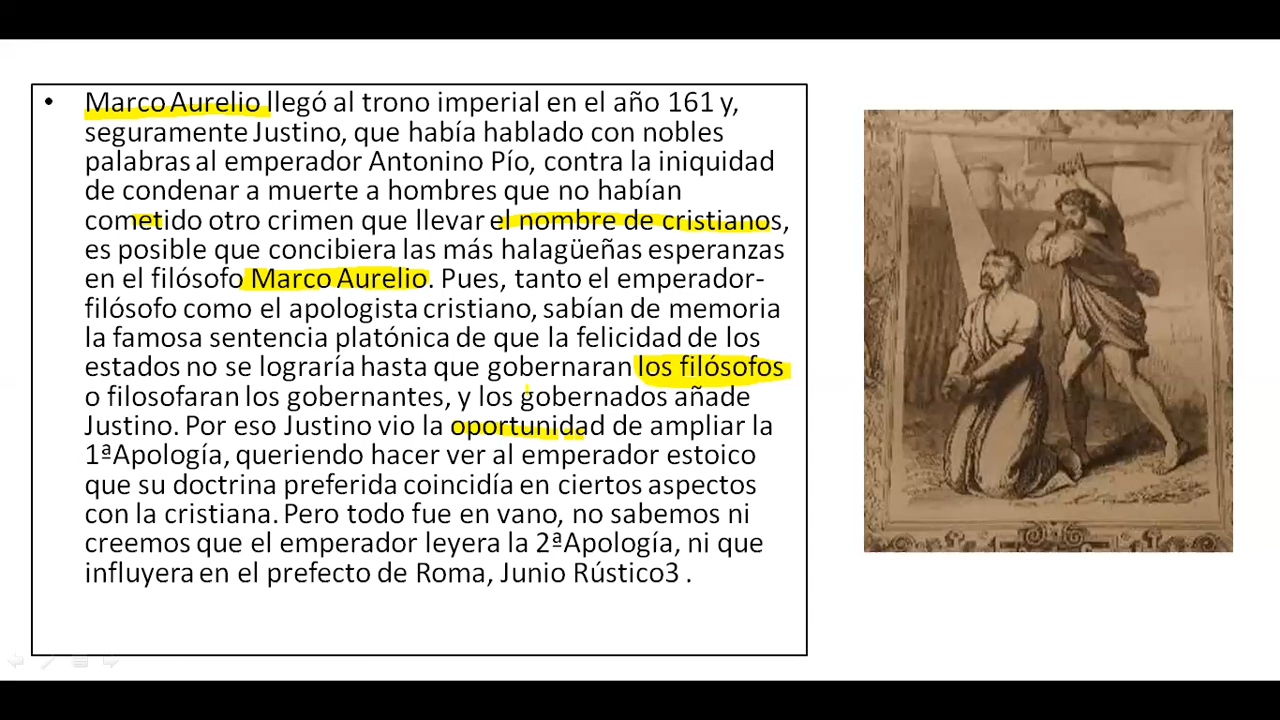 • Marco Aurelio llegó al trono imperial en el año 161 y,
seguramente Justino, que había hablado con nobles
palabras al emperador Antonino Pío, contra la iniquidad
de condenar a muerte a hombres que no habían
cometido otro crimen que llevar el nombre de cristianos,
es posible que concibiera las más halagüeñas esperanzas
en el filósofo Marco Aurelio. Pues, tanto el emperador-
filósofo como el apologista cristiano, sabían de memoria
la famosa sentencia platónica de que la felicidad de los
estados no se lograría hasta que gobernaran los filósofos
o filosofaran los gobernantes, y los gobernados añade
Justino. Por eso Justino vio la oportunidad de ampliar la
1ªApología, queriendo hacer ver al emperador estoico
que su doctrina preferida coincidía en ciertos aspectos
con la cristiana. Pero todo fue en vano, no sabemos ni
creemos que el emperador leyera la 2ªApología, ni que
influyera en el prefecto de Roma, Junio Rústico3 .